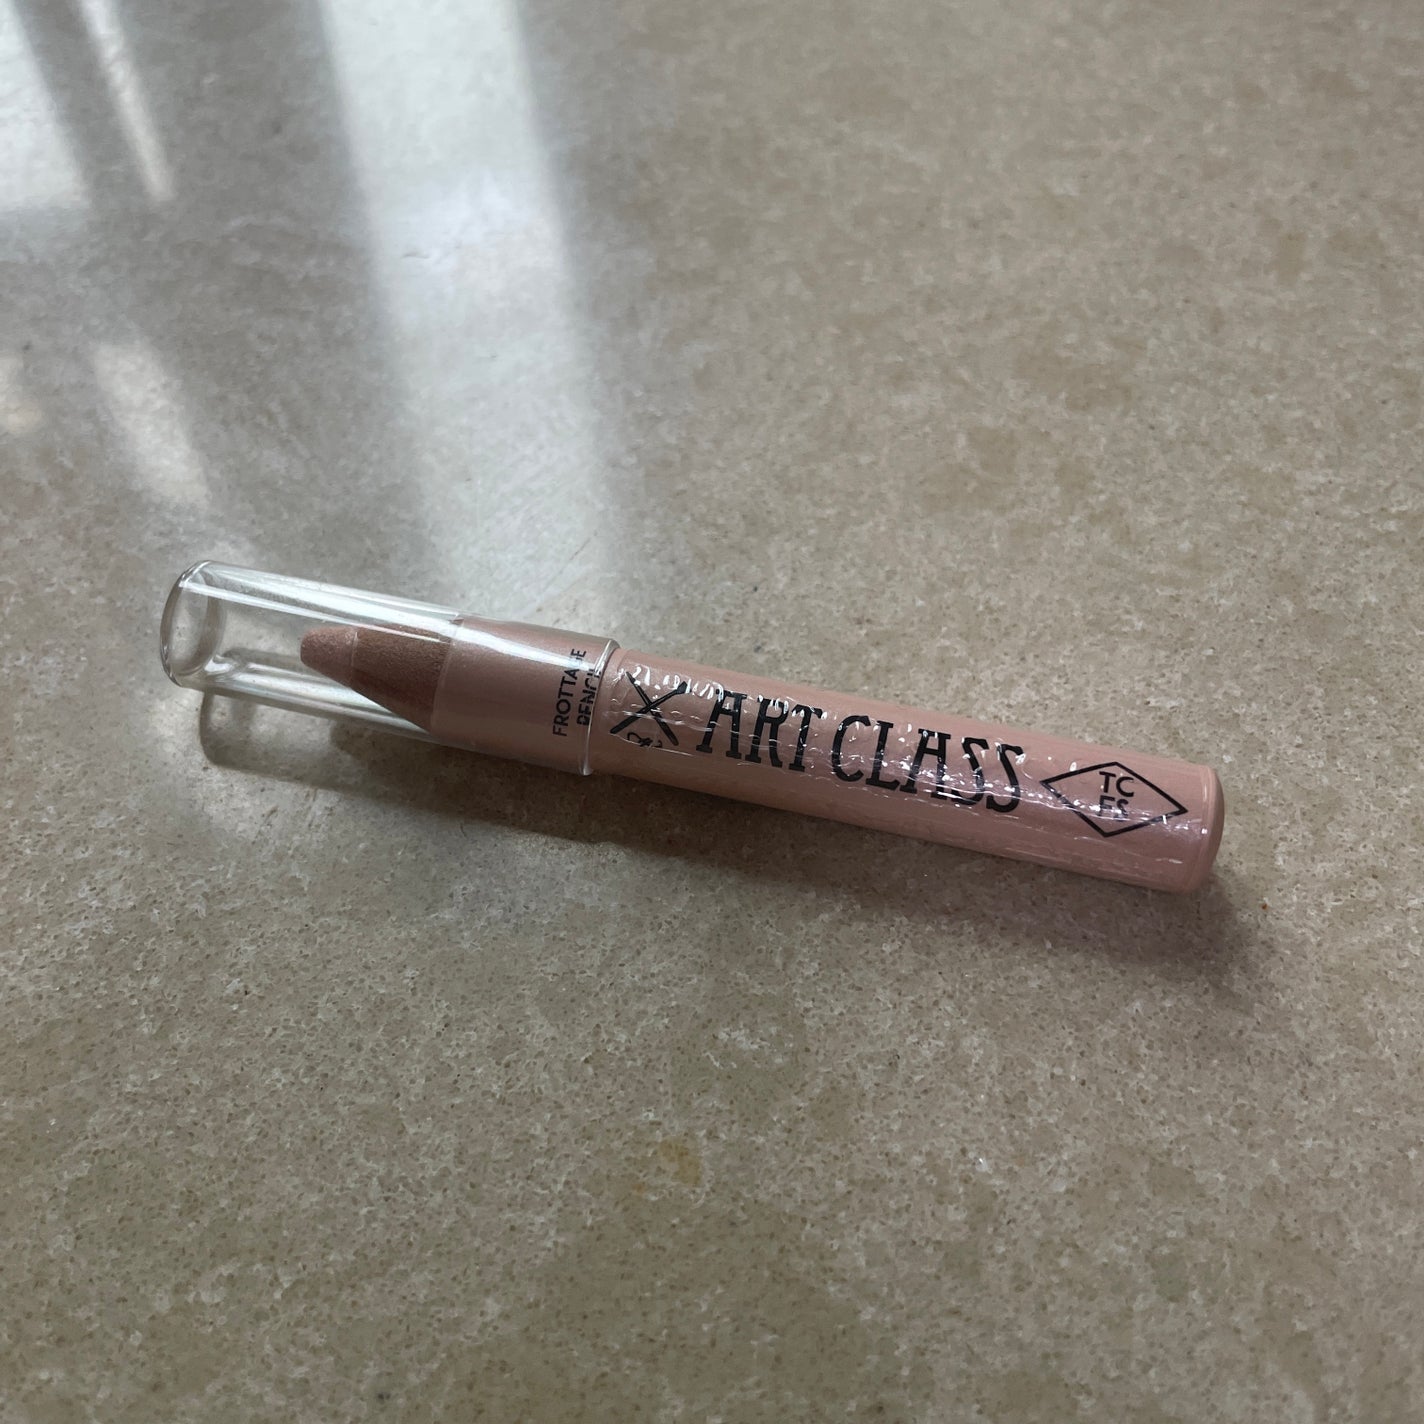 FROTTAGE
PENCIL
ART CLASS
TC
FS